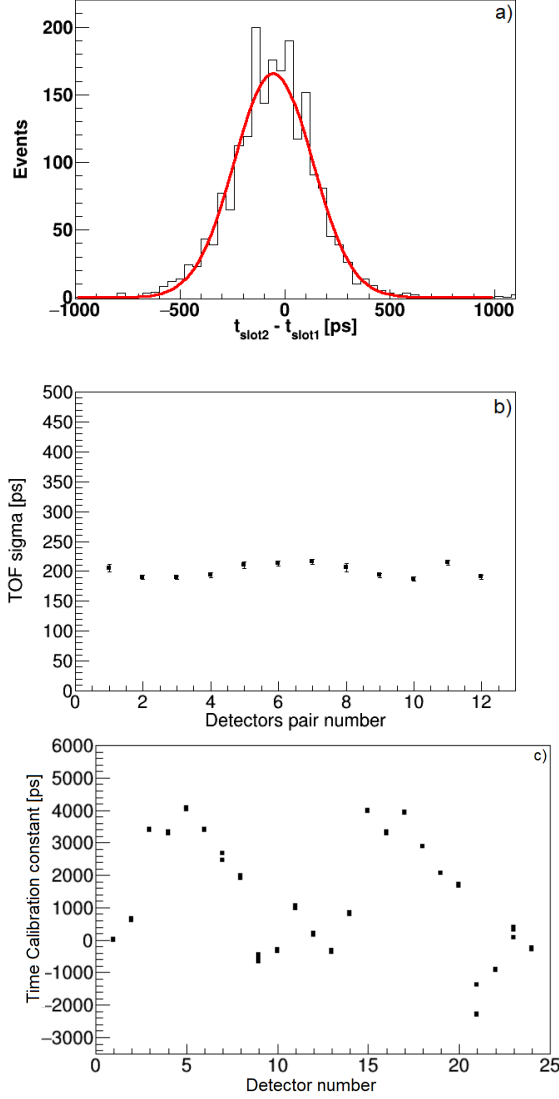 a)
200
150
100
50
0
Events
−1000 −500 0 500 1000
t_slot2 - t_slot1 [ps]
b)
500
450
400
350
300
250
200
150
100
50
0
TOF sigma [ps]
0 2 4 6 8 10 12
Detectors pair number
c)
6000
5000
4000
3000
2000
1000
0
−1000
−2000
−3000
Time Calibration constant [ps]
0 5 10 15 20 25
Detector number